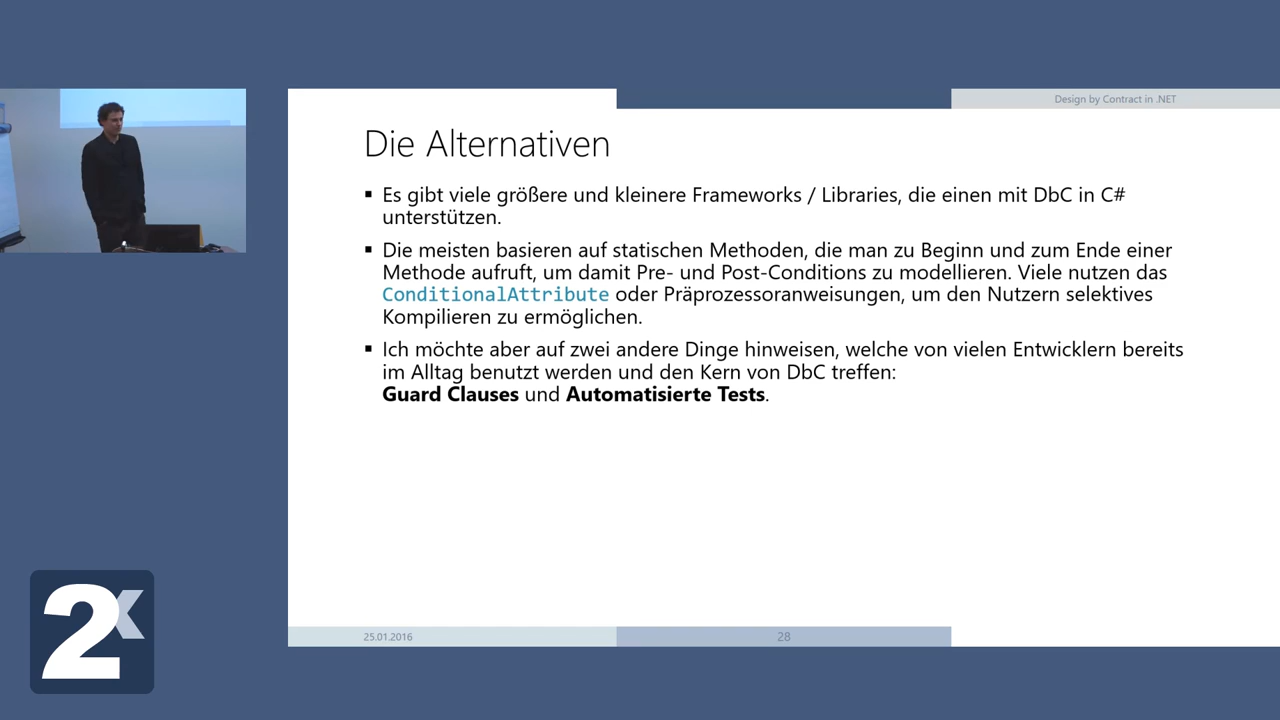 Design by Contract in .NET
Die Alternativen
▪ Es gibt viele größere und kleinere Frameworks / Libraries, die einen mit DbC in C#
unterstützen.
▪ Die meisten basieren auf statischen Methoden, die man zu Beginn und zum Ende einer
Methode aufruft, um damit Pre- und Post-Conditions zu modellieren. Viele nutzen das
ConditionalAttribute oder Präprozessoranweisungen, um den Nutzern selektives
Kompilieren zu ermöglichen.
▪ Ich möchte aber auf zwei andere Dinge hinweisen, welche von vielen Entwicklern bereits
im Alltag benutzt werden und den Kern von DbC treffen:
Guard Clauses und Automatisierte Tests.
25.01.2016
28
2x